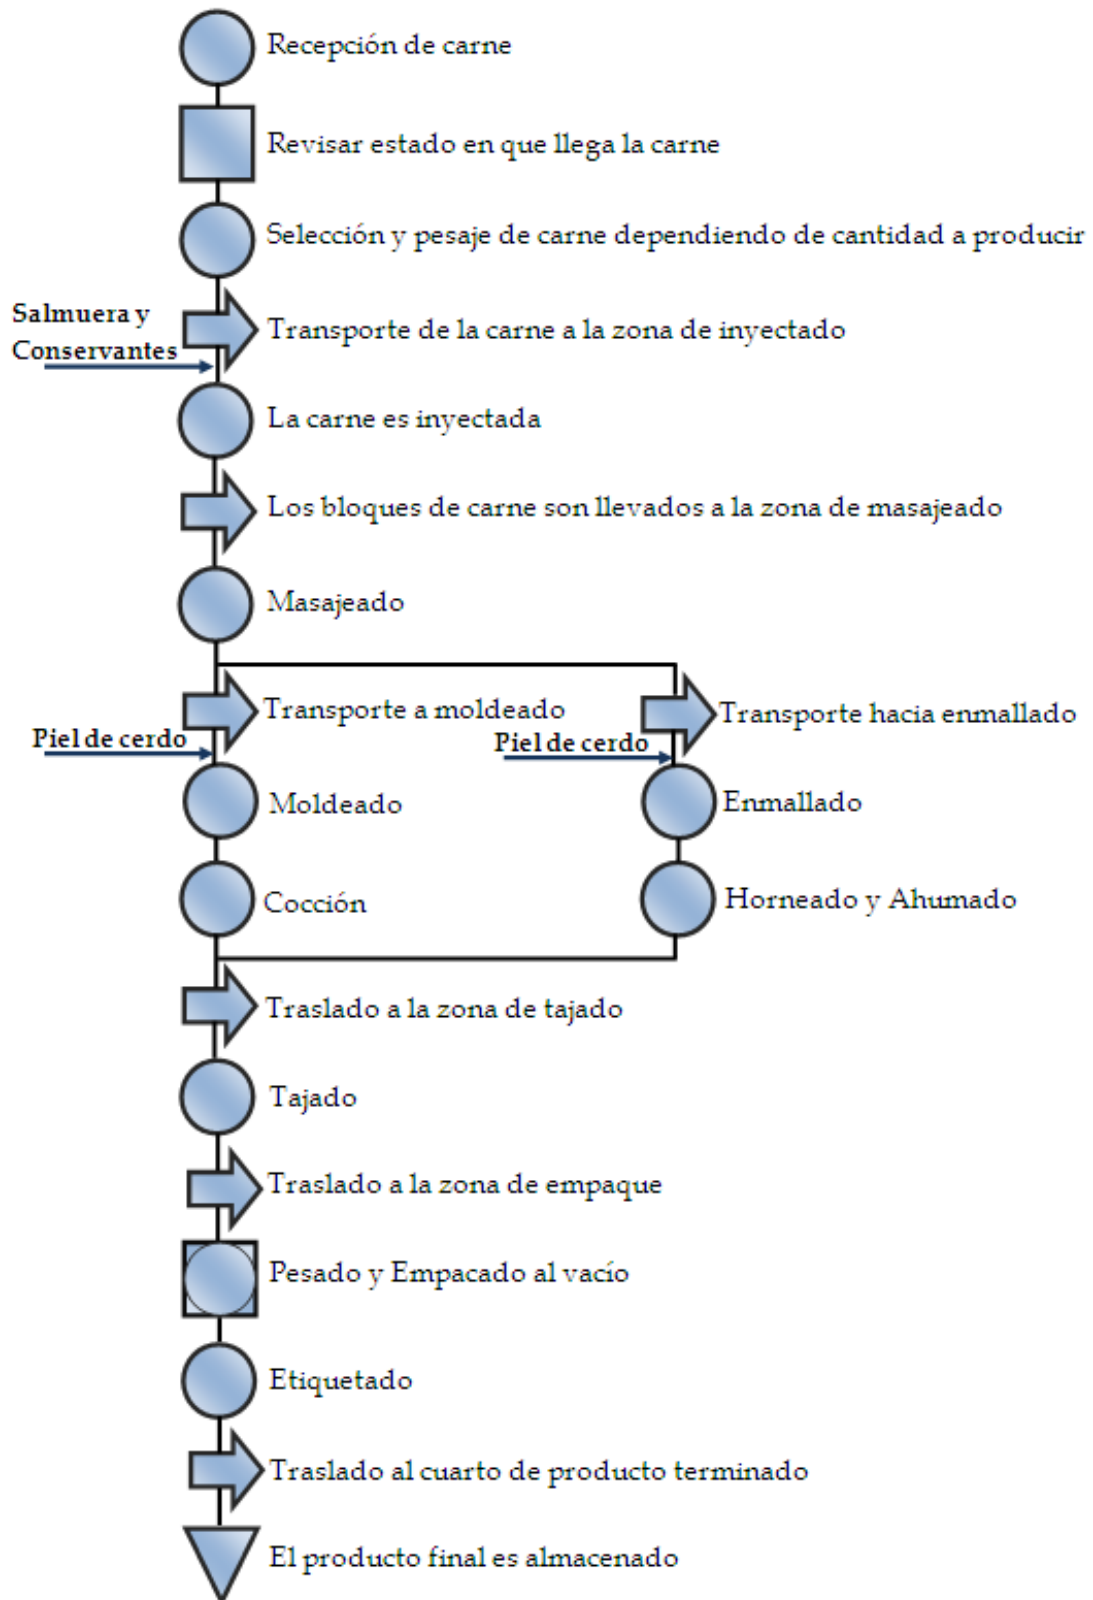 Recepción de carne
Revisar estado en que llega la carne
Selección y pesaje de carne dependiendo de cantidad a producir
Salmuera y
Conservantes
Transporte de la carne a la zona de inyectado
La carne es inyectada
Los bloques de carne son llevados a la zona de masajeado
Masajeado
Transporte a moldeado
Transporte hacia enmallado
Piel de cerdo
Piel de cerdo
Moldeado
Enmallado
Cocción
Horneado y Ahumado
Traslado a la zona de tajado
Tajado
Traslado a la zona de empaque
Pesado y Empacado al vacío
Etiquetado
Traslado al cuarto de producto terminado
El producto final es almacenado